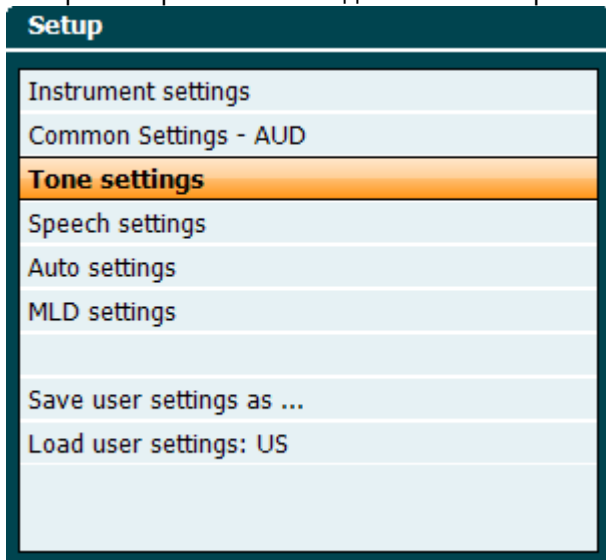 Setup
Instrument settings
Common Settings - AUD
Tone settings
Speech settings
Auto settings
MLD settings
Save user settings as ...
Load user settings: US